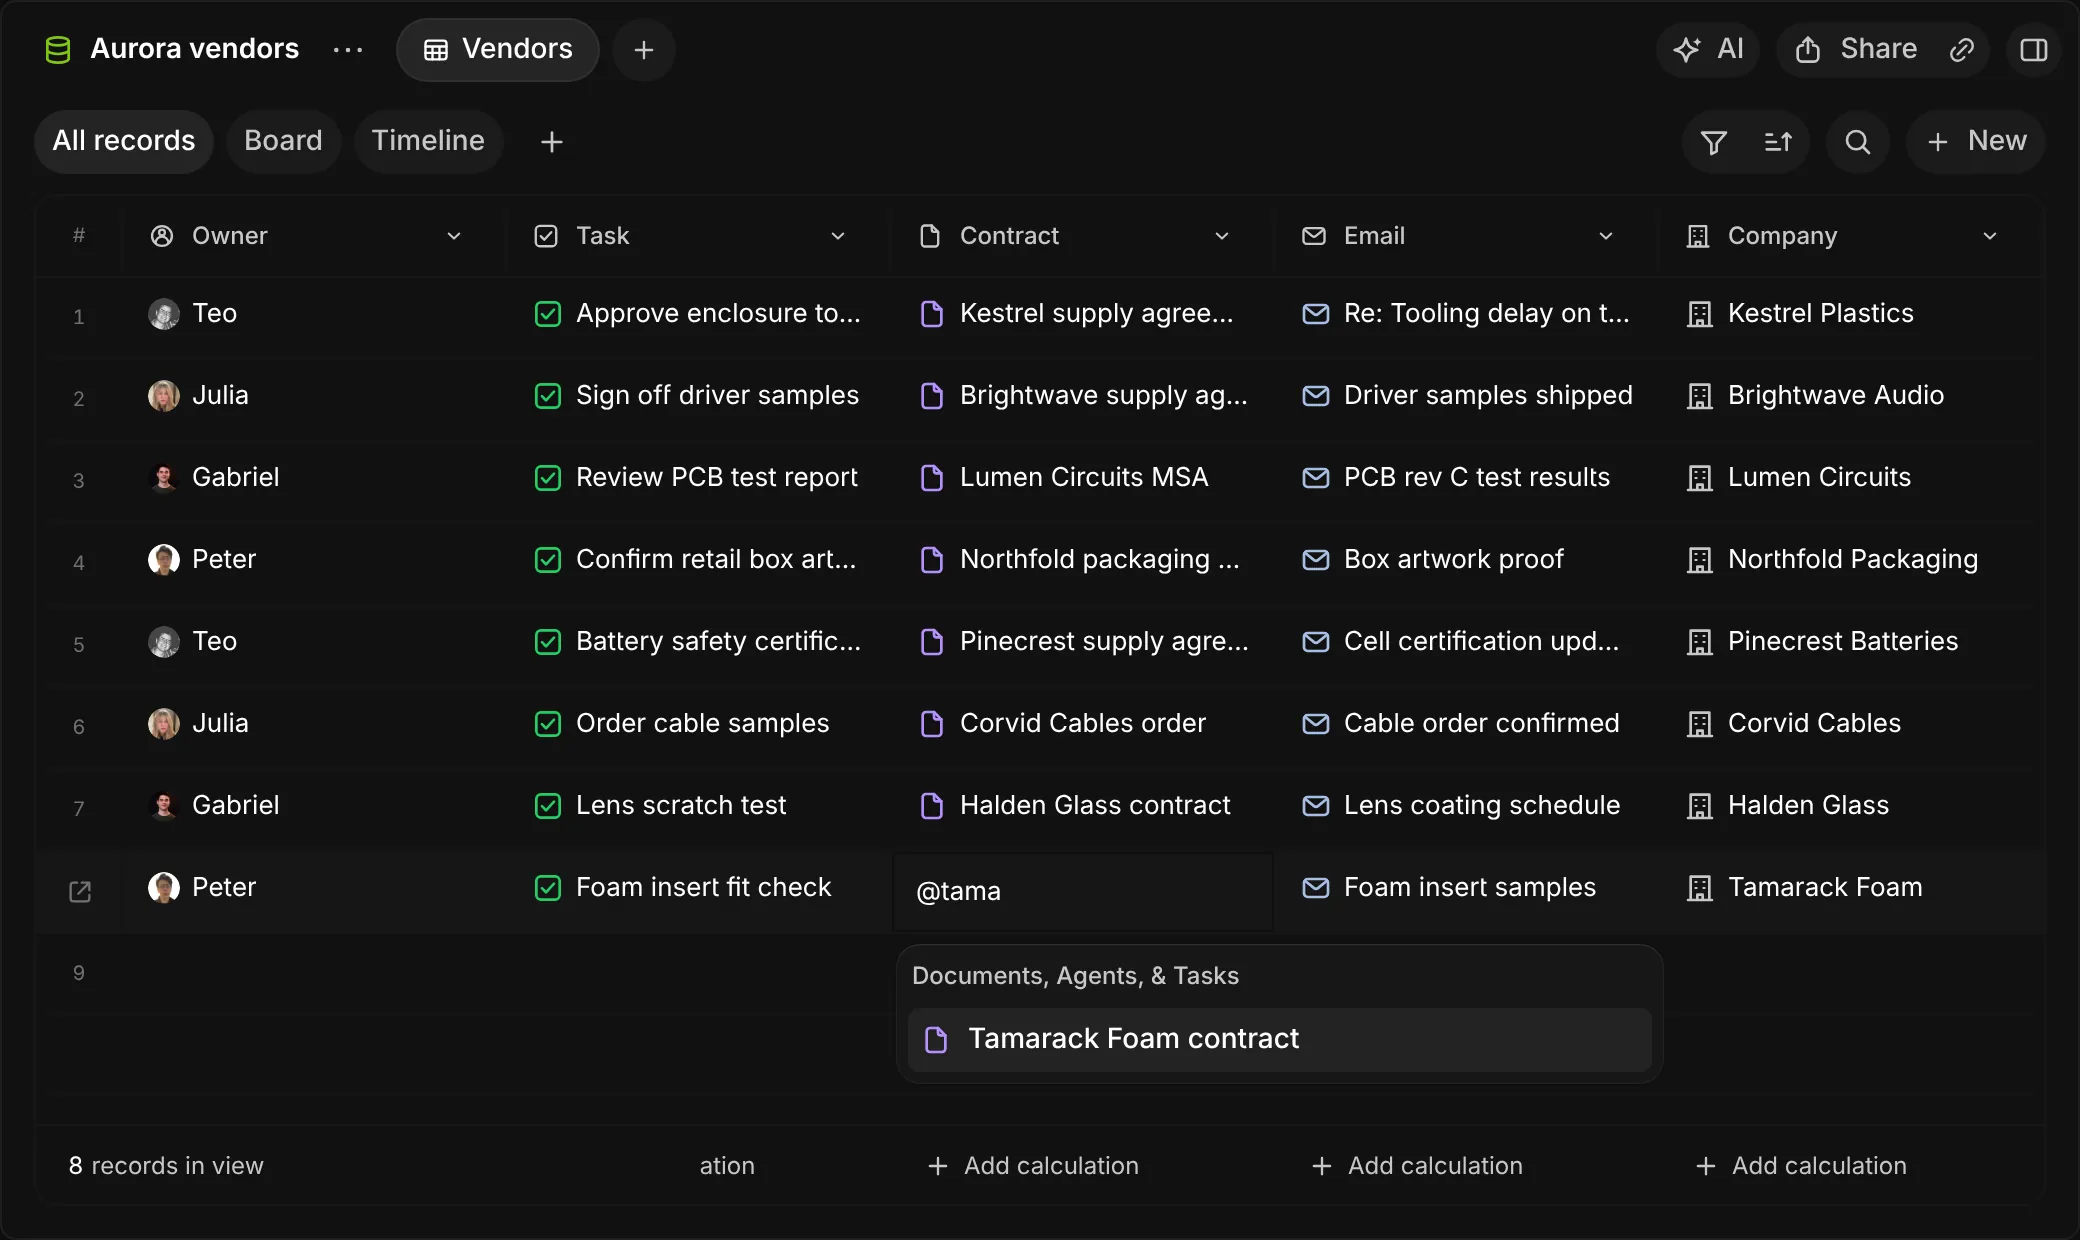 Aurora vendors ... Vendors + AI Share
All records Board Timeline + + New
# Owner Task Contract Email Company
1 Teo Approve enclosure to... Kestrel supply agree... Re: Tooling delay on t... Kestrel Plastics
2 Julia Sign off driver samples Brightwave supply ag... Driver samples shipped Brightwave Audio
3 Gabriel Review PCB test report Lumen Circuits MSA PCB rev C test results Lumen Circuits
4 Peter Confirm retail box art... Northfold packaging ... Box artwork proof Northfold Packaging
5 Teo Battery safety certific... Pinecrest supply agre... Cell certification upd... Pinecrest Batteries
6 Julia Order cable samples Corvid Cables order Cable order confirmed Corvid Cables
7 Gabriel Lens scratch test Halden Glass contract Lens coating schedule Halden Glass
Peter Foam insert fit check @tama Foam insert samples Tamarack Foam
9
Documents, Agents, & Tasks
Tamarack Foam contract
8 records in view ation + Add calculation + Add calculation + Add calculation